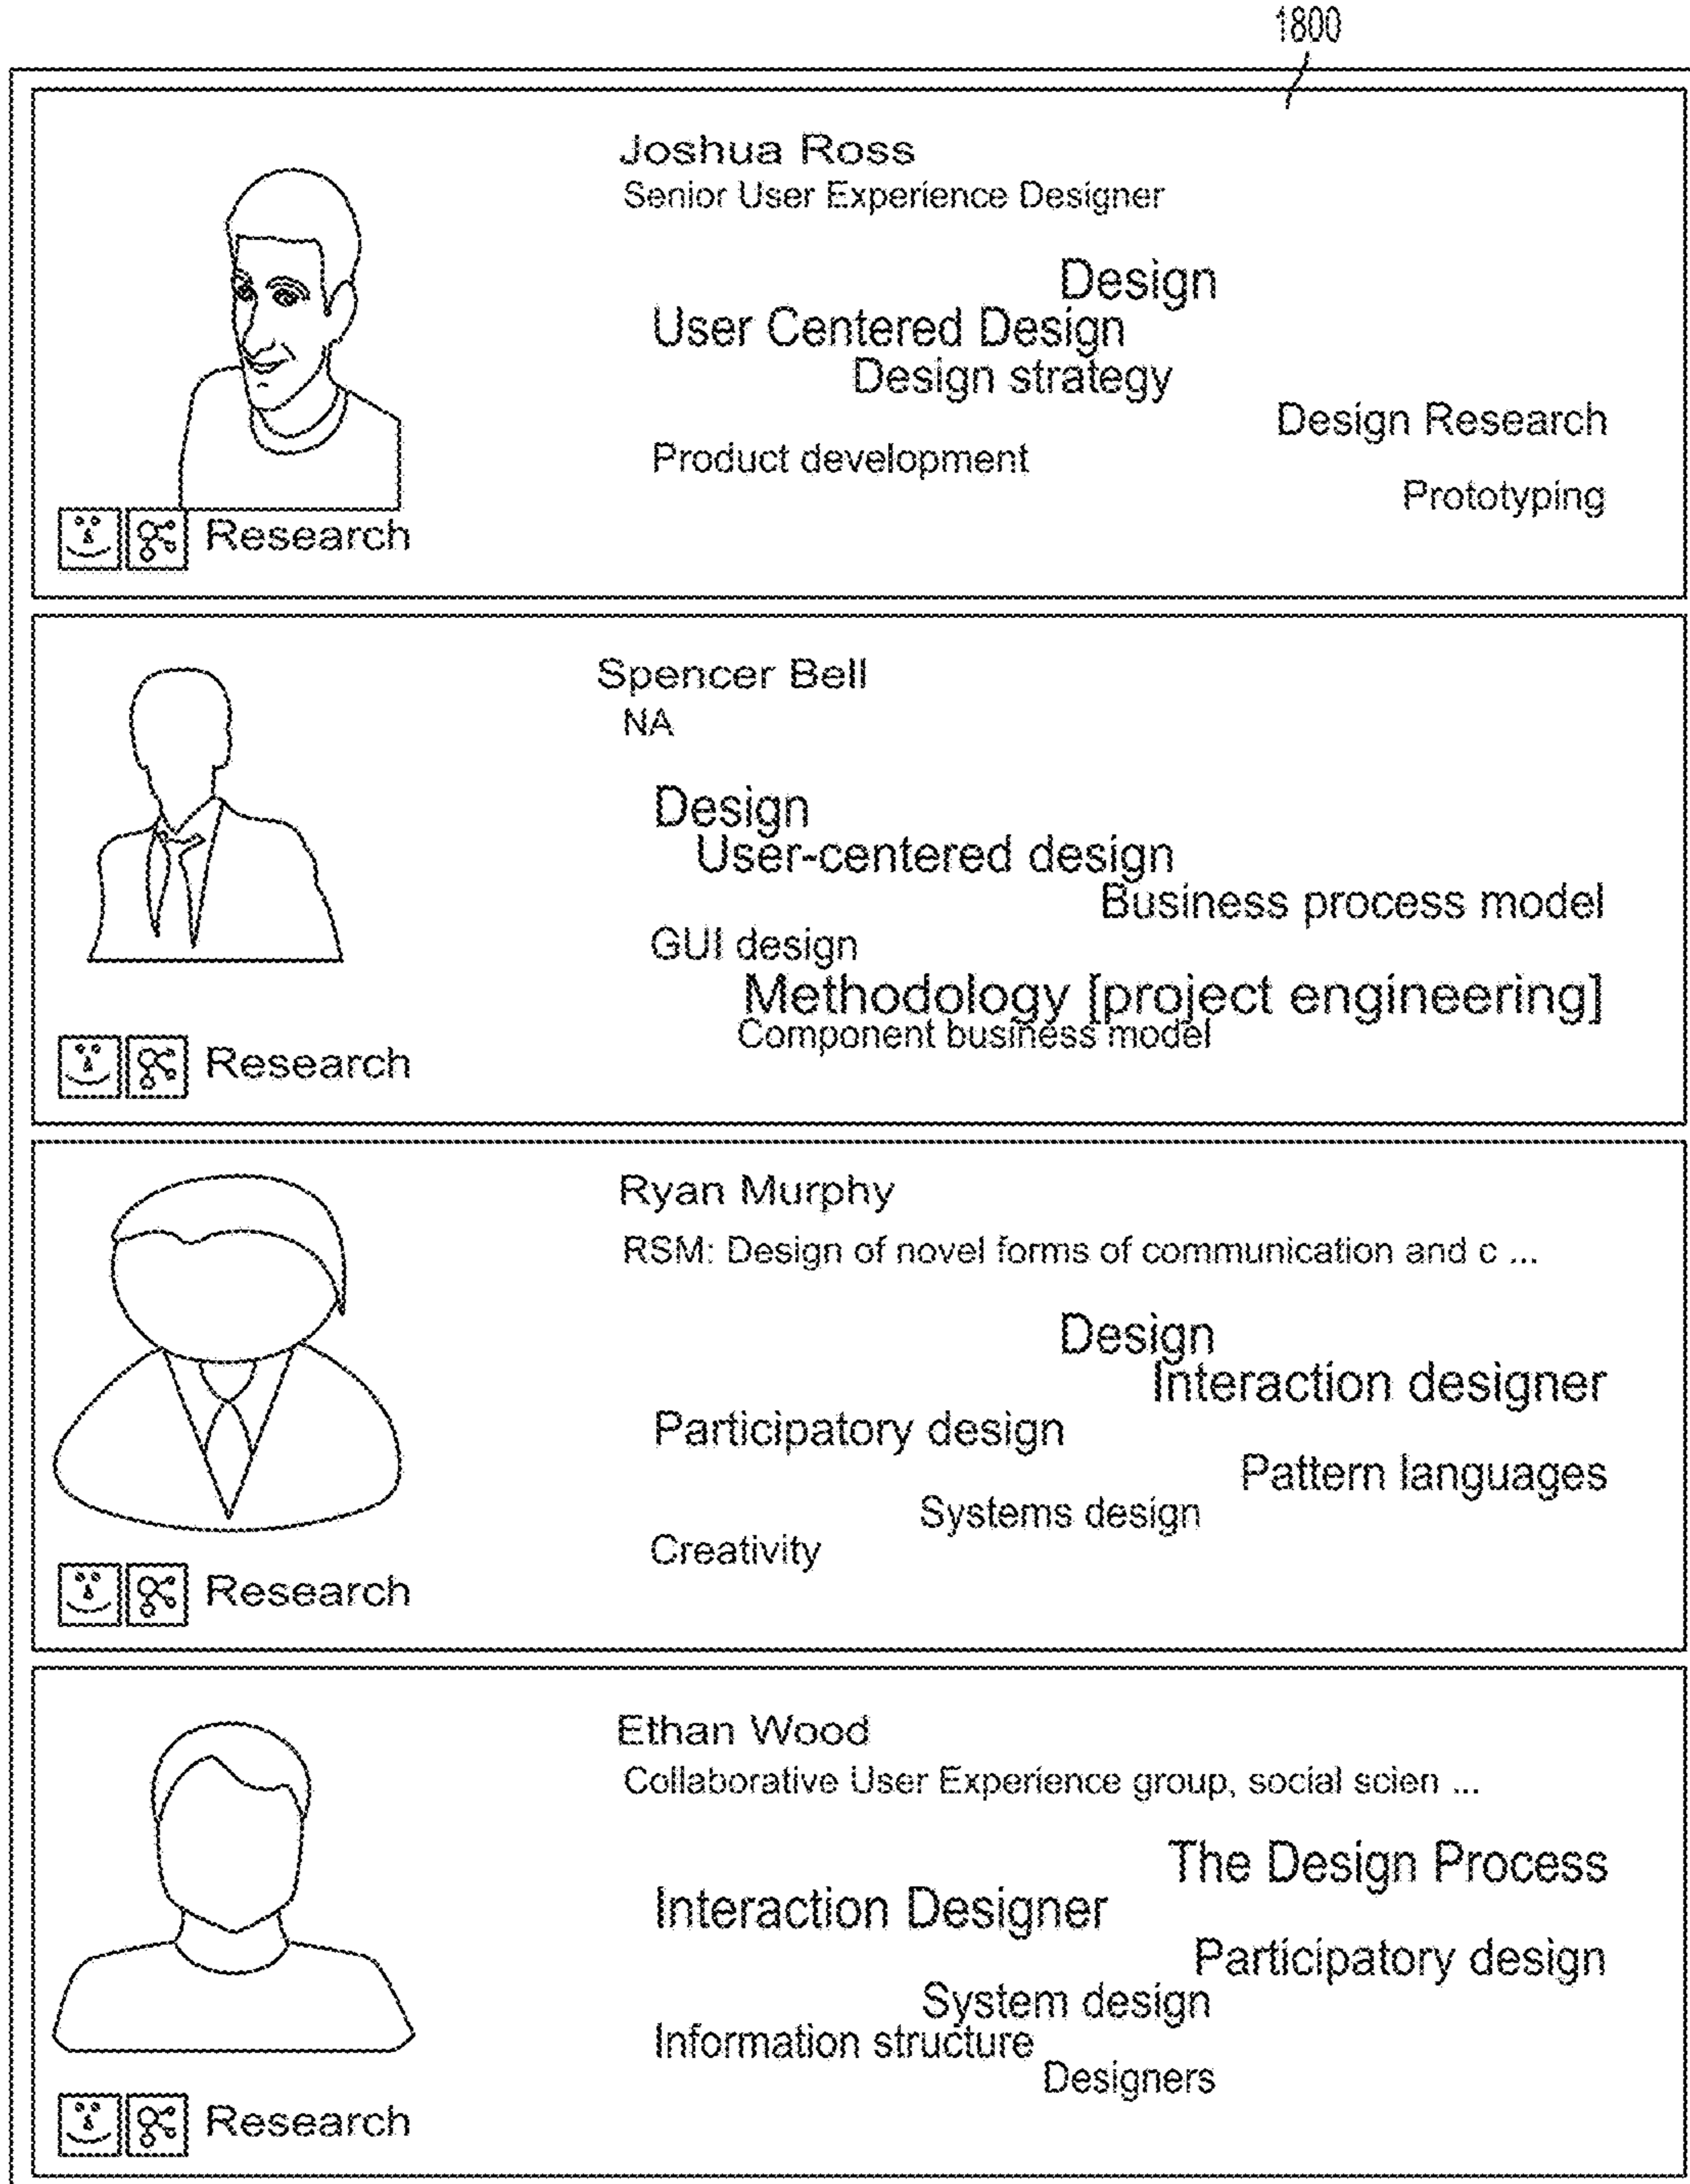 1800
Joshua Ross
Senior User Experience Designer
Design
User Centered Design
Design strategy
Design Research
Product development
Prototyping
Research
Spencer Bell
NA
Design
User-centered design
Business process model
GUI design
Methodology [project engineering]
Component business model
Research
Ryan Murphy
RSM: Design of novel forms of communication and c ...
Design
Interaction designer
Participatory design
Pattern languages
Systems design
Creativity
Research
Ethan Wood
Collaborative User Experience group, social scien ...
The Design Process
Interaction Designer
Participatory design
System design
Information structure
Designers
Research